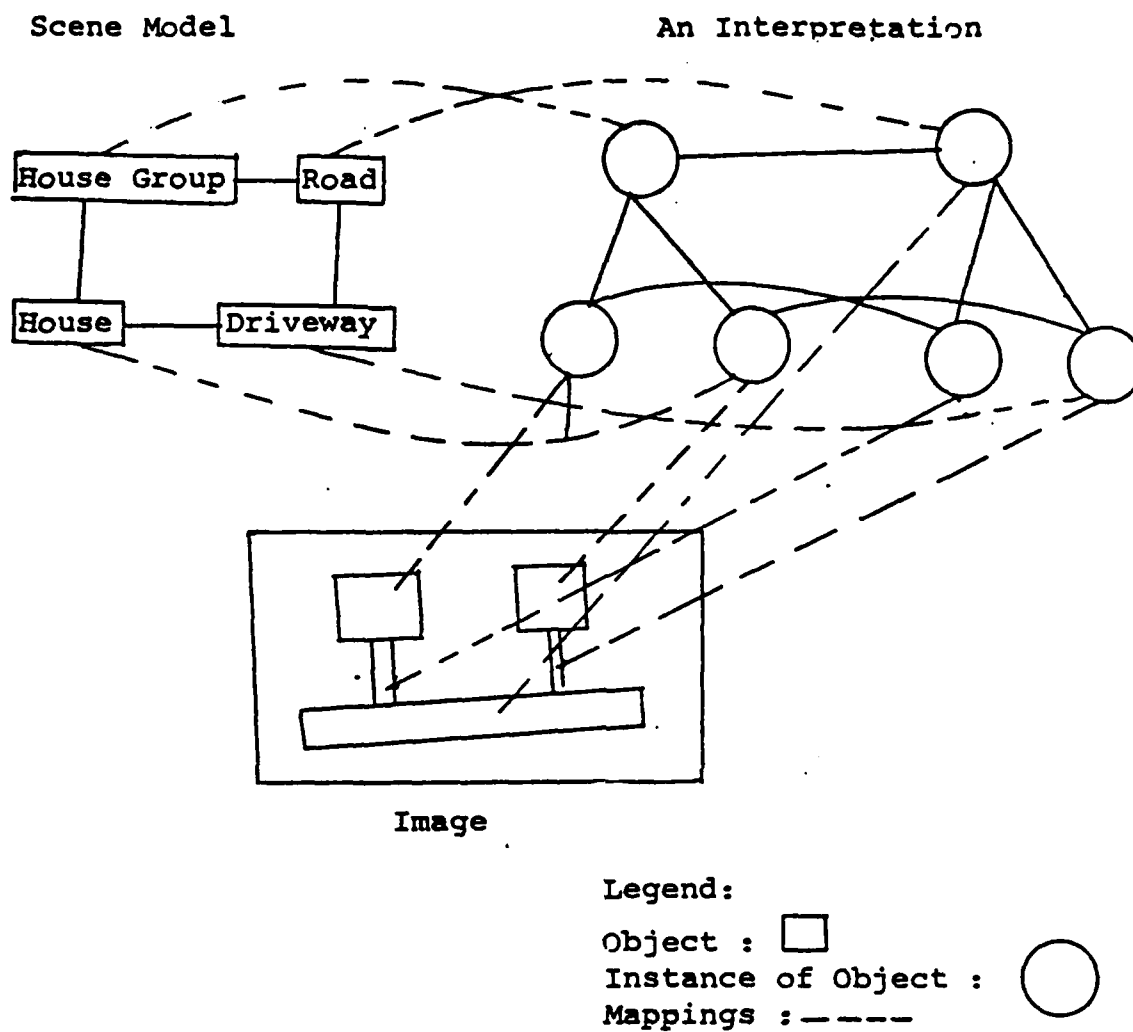 Scene Model
An Interpretation
House Group
Road
House
Driveway
Image
Legend:
Object :
Instance of Object :
Mappings :